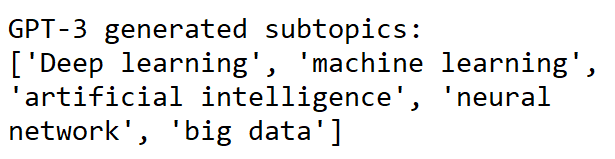 GPT-3 generated subtopics:
['Deep learning', 'machine learning',
'artificial intelligence', 'neural
network', 'big data']